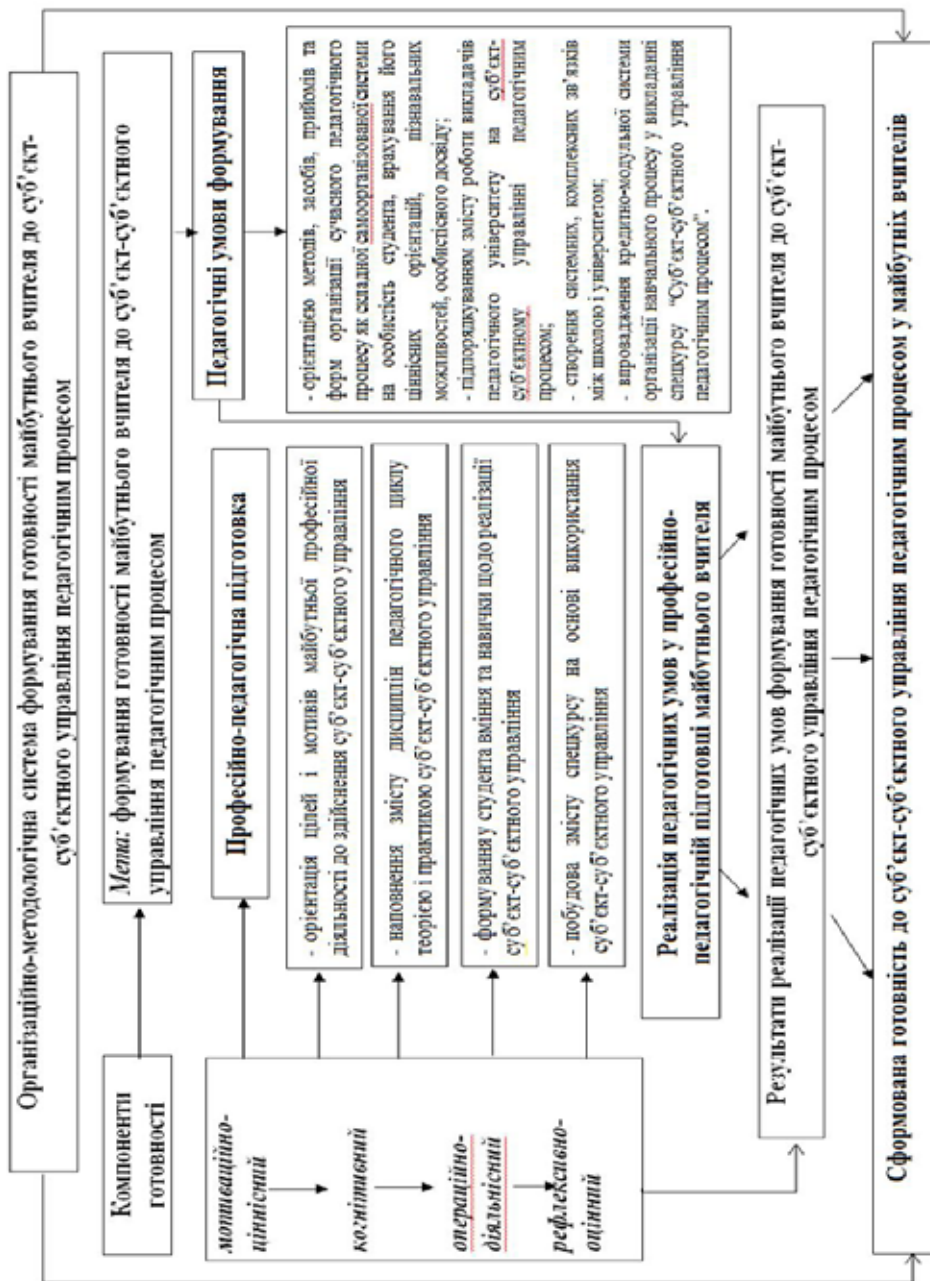 Організаційно-методологічна система формування готовності майбутнього вчителя до суб'єкт-
суб'єктного управління педагогічним процесом
Компоненти
готовності
Мета: формування готовності майбутнього вчителя до суб'єкт-суб'єктного
управління педагогічним процесом
мотиваційно-
ціннісний
когнітивний
операційно-
діяльнісний
рефлексивно-
оцінний
Професійно-педагогічна підготовка
- орієнтація цілей і мотивів майбутньої професійної
діяльності до здійснення суб'єкт-суб'єктного управління
- наповнення змісту дисциплін педагогічного циклу
теорією і практикою суб'єкт-суб'єктного управління
- формування у студента вміння та навички щодо реалізації
суб'єкт-суб'єктного управління
- побудова змісту спецкурсу на основі використання
суб'єкт-суб'єктного управління
Педагогічні умови формування
- орієнтацією методів, засобів, прийомів та
форм організації сучасного педагогічного
процесу як складної самоорганізованої системи
на особистість студента, врахування його
ціннісних орієнтацій, пізнавальних
можливостей, особистісного досвіду;
- підпорядкуванням змісту роботи викладачів
педагогічного університету на суб'єкт-
суб'єктному управлінні педагогічним
процесом;
- створення системних, комплексних зв'язків
між школою і університетом;
- впровадження кредитно-модульної системи
організації навчального процесу у викладанні
спецкурсу "Суб'єкт-суб'єктного управління
педагогічним процесом".
Реалізація педагогічних умов у професійно-
педагогічній підготовці майбутнього вчителя
Результати реалізації педагогічних умов формування готовності майбутнього вчителя до суб'єкт-
суб'єктного управління педагогічним процесом
Сформована готовність до суб'єкт-суб'єктного управління педагогічним процесом у майбутніх вчителів